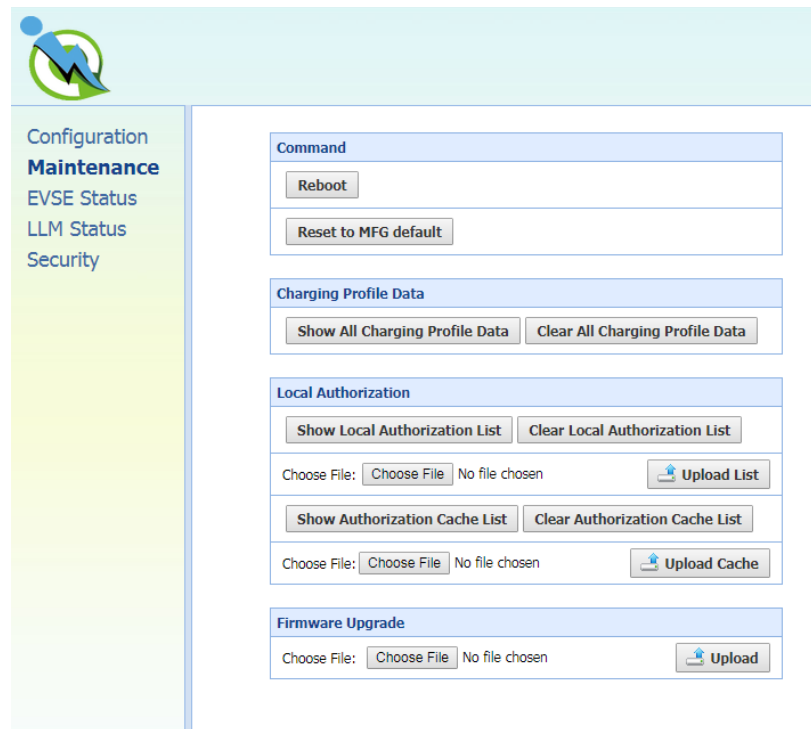 Configuration
Maintenance
EVSE Status
LLM Status
Security
Command
Reboot
Reset to MFG default
Charging Profile Data
Show All Charging Profile Data Clear All Charging Profile Data
Local Authorization
Show Local Authorization List Clear Local Authorization List
Choose File: Choose File No file chosen Upload List
Show Authorization Cache List Clear Authorization Cache List
Choose File: Choose File No file chosen Upload Cache
Firmware Upgrade
Choose File: Choose File No file chosen Upload